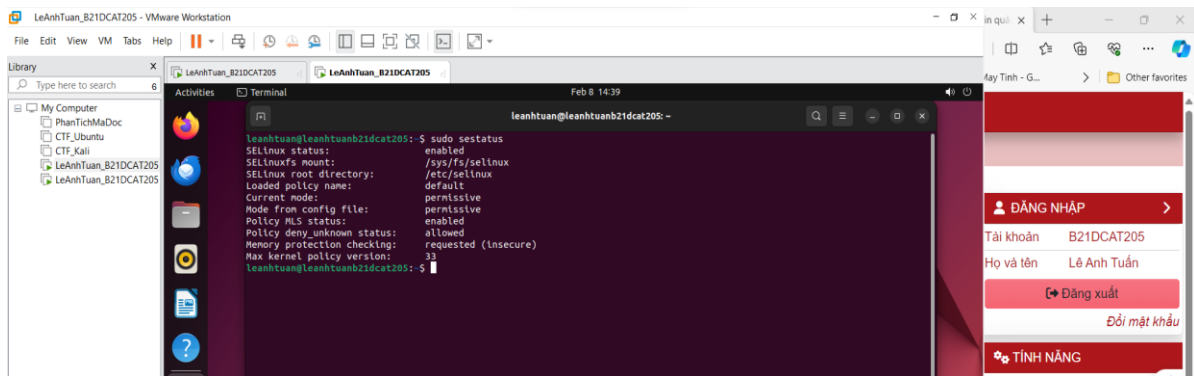 LeAnhTuan_B21DCAT205 - VMware Workstation
File Edit View VM Tabs Help
Library X
Type here to search
My Computer
PhanTichMaDoc
CTF_Ubuntu
CTF_Kali
LeAnhTuan_B21DCAT205
LeAnhTuan_B21DCAT205
LeAnhTuan_B21DCAT205
LeAnhTuan_B21DCAT205
Activities Terminal Feb 8 14:39
leanhtuan@leanhtuanb21dcat205: ~
leanhtuan@leanhtuanb21dcat205:~$ sudo sestatus
SELinux status: enabled
SELinuxfs mount: /sys/fs/selinux
SELinux root directory: /etc/selinux
Loaded policy name: default
Current mode: permissive
Mode from config file: permissive
Policy MLS status: enabled
Policy deny_unknown status: allowed
Memory protection checking: requested (insecure)
Max kernel policy version: 33
leanhtuan@leanhtuanb21dcat205:~$
in quả
May Tinh - G... Other favorites
ĐĂNG NHẬP
Tài khoản B21DCAT205
Họ và tên Lê Anh Tuấn
Đăng xuất
Đổi mật khẩu
TÍNH NĂNG